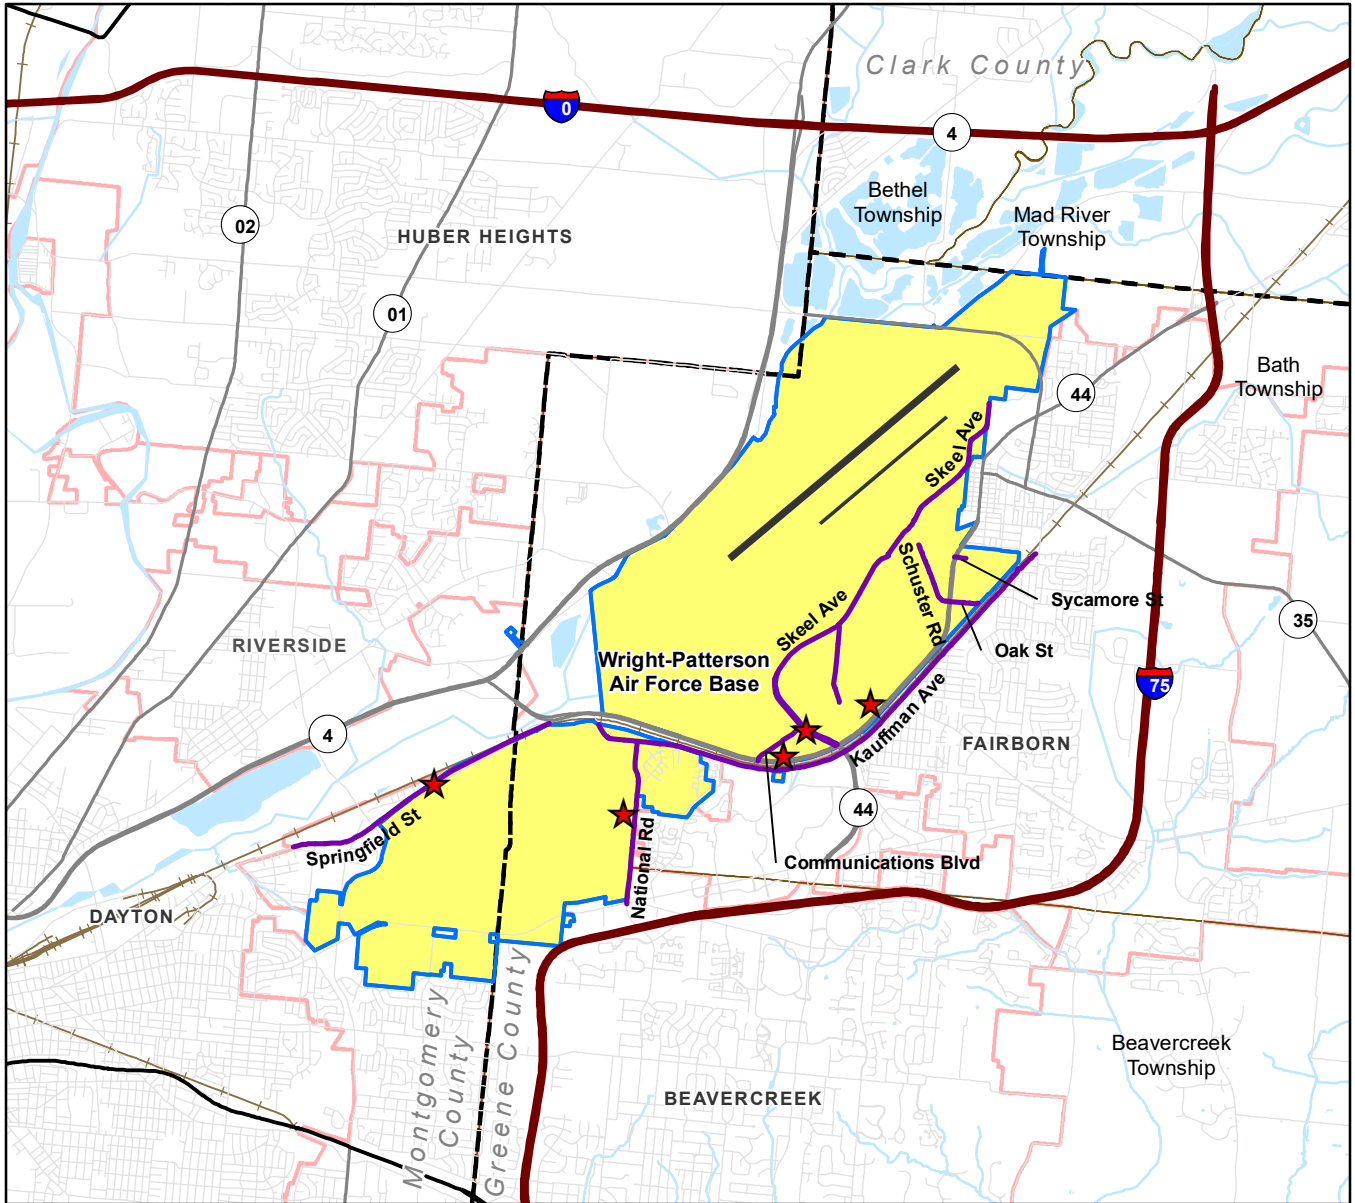 Clark County
0
4
Bethel
Township
Mad River
Township
02
HUBER HEIGHTS
01
Bath
Township
44
Skeel Ave
Schuster Rd
Sycamore St
35
Skeel Ave
RIVERSIDE
Oak St
Wright-Patterson
Air Force Base
75
Kauffman Ave
4
FAIRBORN
44
Springfield St
National Rd
Communications Blvd
DAYTON
Montgomery
County
Greene County
Beavercreek
Township
BEAVERCREEK